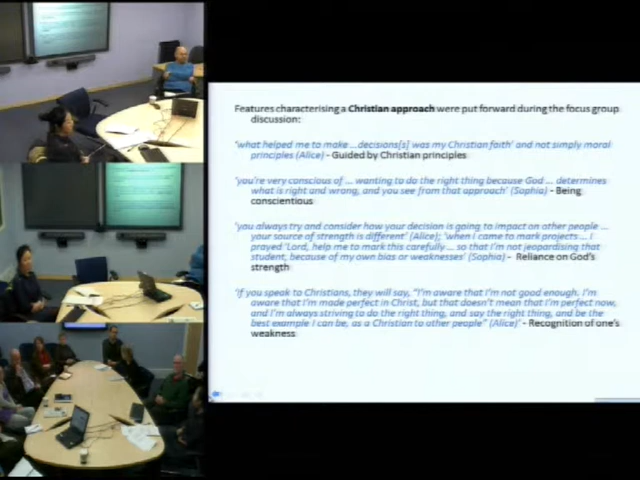 Features characterising a Christian approach were put forward during the focus group
discussion:
'what helped me to make ...decisions[s] was my Christian faith' and not simply moral
principles (Alice) - Guided by Christian principles
'you're very conscious of ... wanting to do the right thing because God ... determines
what is right and wrong, and you see from that approach' (Sophia) - Being
conscientious
'you always try and consider how your decision is going to impact on other people ...
your source of strength is different' (Alice); 'when I came to mark projects ... I
prayed 'Lord, help me to mark this carefully ... so that I'm not jeopardising that
student, because of my own bias or weaknesses' (Sophia) - Reliance on God's
strength
'If you speak to Christians, they will say, "I'm aware that I'm not good enough. I'm
aware that I'm made perfect in Christ, but that doesn't mean that I'm perfect now,
and I'm always striving to do the right thing, and say the right thing, and be the
best example I can be, as a Christian to other people" (Alice)' - Recognition of one's
weakness